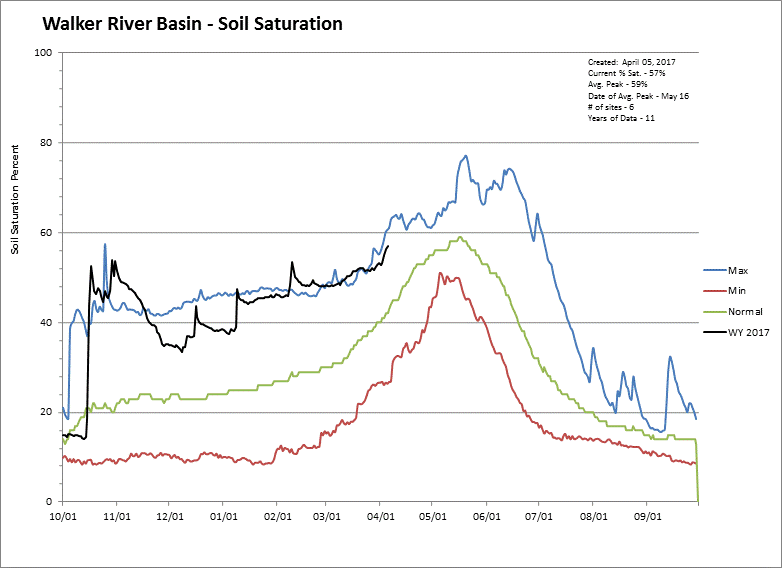 Walker River Basin - Soil Saturation
Created: April 05, 2017
Current % Sat. - 57%
Avg. Peak - 59%
Date of Avg. Peak - May 16
# of sites - 6
Years of Data - 11
Soil Saturation Percent
100
80
60
40
20
0
10/01 11/01 12/01 01/01 02/01 03/01 04/01 05/01 06/01 07/01 08/01 09/01
Max
Min
Normal
WY 2017